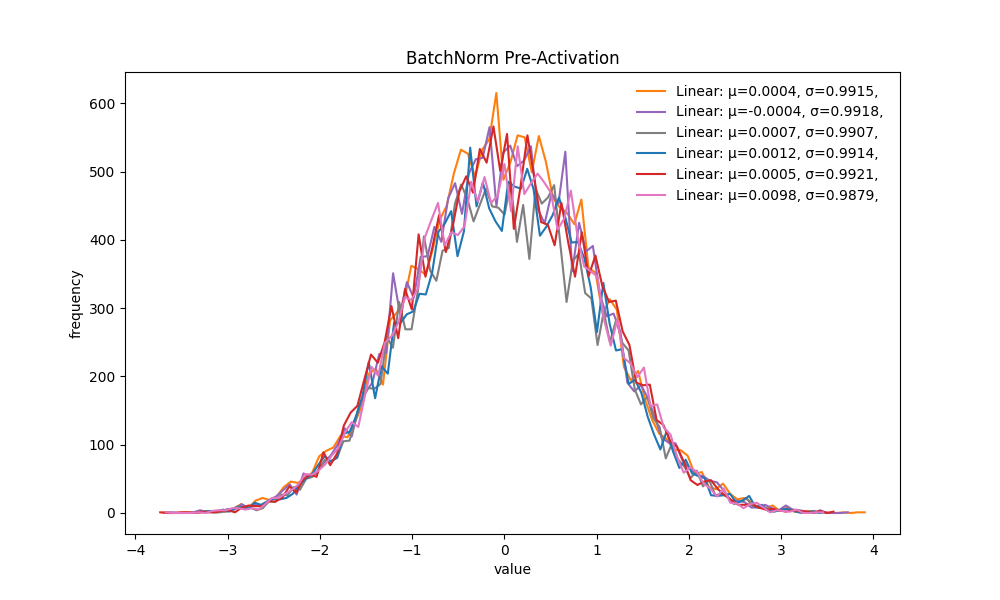 BatchNorm Pre-Activation
Linear: μ=0.0004, σ=0.9915,
Linear: μ=-0.0004, σ=0.9918,
Linear: μ=0.0007, σ=0.9907,
Linear: μ=0.0012, σ=0.9914,
Linear: μ=0.0005, σ=0.9921,
Linear: μ=0.0098, σ=0.9879,
600
500
400
300
200
100
0
frequency
−4 −3 −2 −1 0 1 2 3 4
value